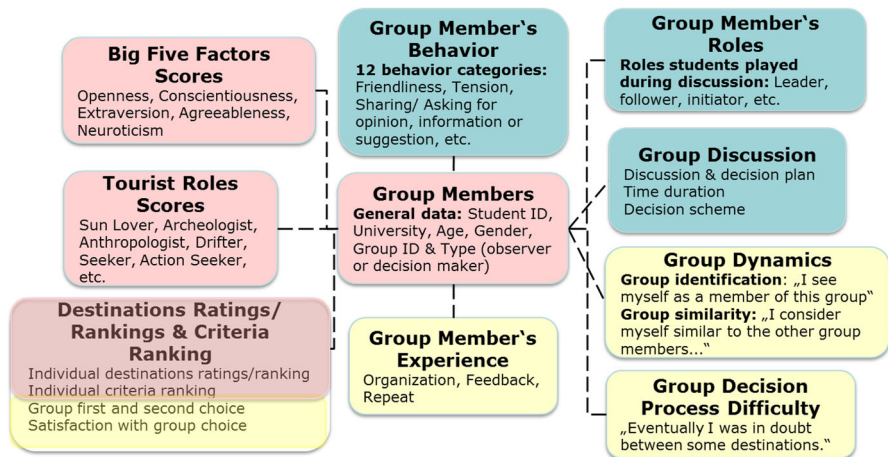 Big Five Factors
Scores
Openness, Conscientiousness,
Extraversion, Agreeableness,
Neuroticism
Tourist Roles
Scores
Sun Lover, Archeologist,
Anthropologist, Drifter,
Seeker, Action Seeker,
etc.
Destinations Ratings/
Rankings & Criteria
Ranking
Individual destinations ratings/ranking
Individual criteria ranking
Group first and second choice
Satisfaction with group choice
Group Member‘s
Behavior
12 behavior categories:
Friendliness, Tension,
Sharing/ Asking for
opinion, information or
suggestion, etc.
Group Members
General data: Student ID,
University, Age, Gender,
Group ID & Type (observer
or decision maker)
Group Member‘s
Experience
Organization, Feedback,
Repeat
Group Member‘s
Roles
Roles students played
during discussion: Leader,
follower, initiator, etc.
Group Discussion
Discussion & decision plan
Time duration
Decision scheme
Group Dynamics
Group identification: „I see
myself as a member of this group“
Group similarity: „I consider
myself similar to the other group
members...“
Group Decision
Process Difficulty
„Eventually I was in doubt
between some destinations.“